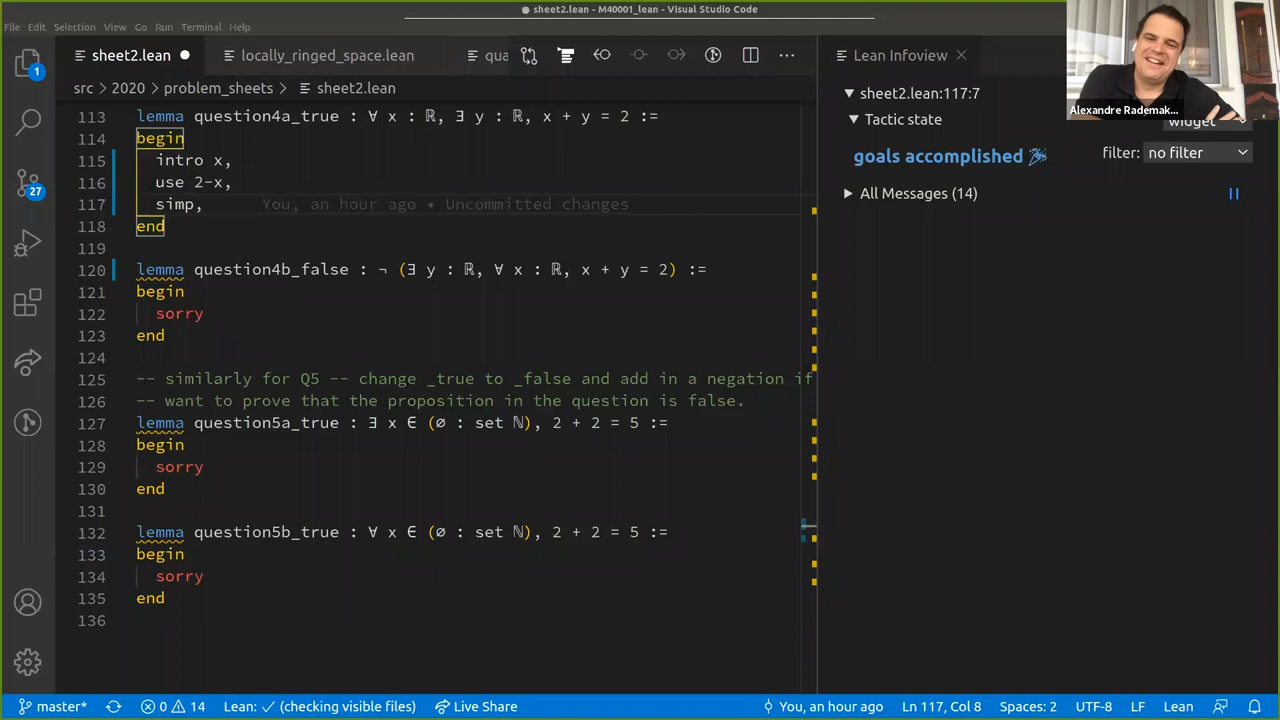 sheet2.lean - M40001_lean - Visual Studio Code
File Edit Selection View Go Run Terminal Help
sheet2.lean
locally_ringed_space.lean
qua
Lean Infoview
src > 2020 > problem_sheets > sheet2.lean
113 lemma question4a_true : ∀ x : ℝ, ∃ y : ℝ, x + y = 2 :=
114 begin
115 intro x,
116 use 2-x,
117 simp, You, an hour ago • Uncommitted changes
118 end
119
120 lemma question4b_false : ¬ (∃ y : ℝ, ∀ x : ℝ, x + y = 2) :=
121 begin
122 sorry
123 end
124
125 -- similarly for Q5 -- change _true to _false and add in a negation if
126 -- want to prove that the proposition in the question is false.
127 lemma question5a_true : ∃ x ∈ (∅ : set ℕ), 2 + 2 = 5 :=
128 begin
129 sorry
130 end
131
132 lemma question5b_true : ∀ x ∈ (∅ : set ℕ), 2 + 2 = 5 :=
133 begin
134 sorry
135 end
136
sheet2.lean:117:7
Tactic state
widget
goals accomplished 🎉
filter: no filter
All Messages (14)
Alexandre Rademak...
1
27
master* 0 14 Lean: ✓ (checking visible files) Live Share You, an hour ago Ln 117, Col 8 Spaces: 2 UTF-8 LF Lean